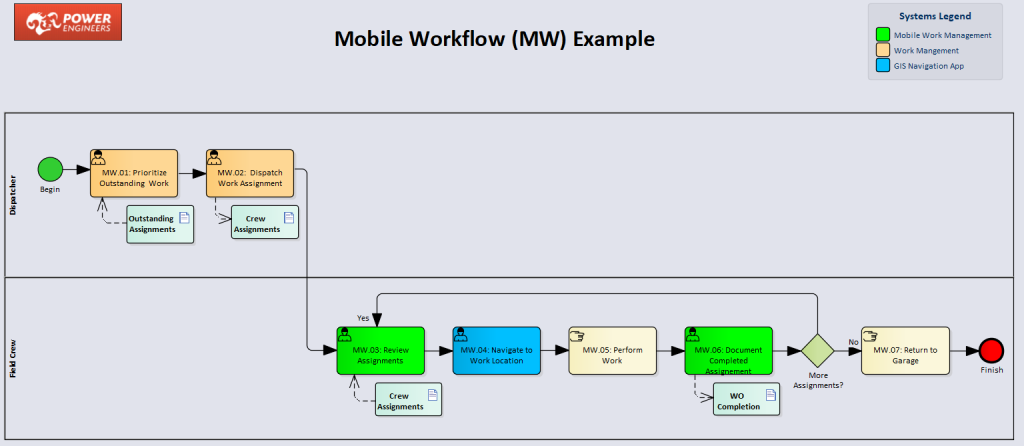 POWER
ENGINEERS
Mobile Workflow (MW) Example
Systems Legend
Mobile Work Management
Work Mangement
GIS Navigation App
Dispatcher
Begin
MW.01: Prioritize
Outstanding Work
MW.02: Dispatch
Work Assignment
Outstanding
Assignments
Crew
Assignments
Field Crew
Yes
MW.03: Review
Assignments
MW.04: Navigate to
Work Location
MW.05: Perform
Work
MW.06: Document
Completed
Assignement
No
MW.07: Return to
Garage
More
Assignments?
Finish
Crew
Assignments
WO
Completion